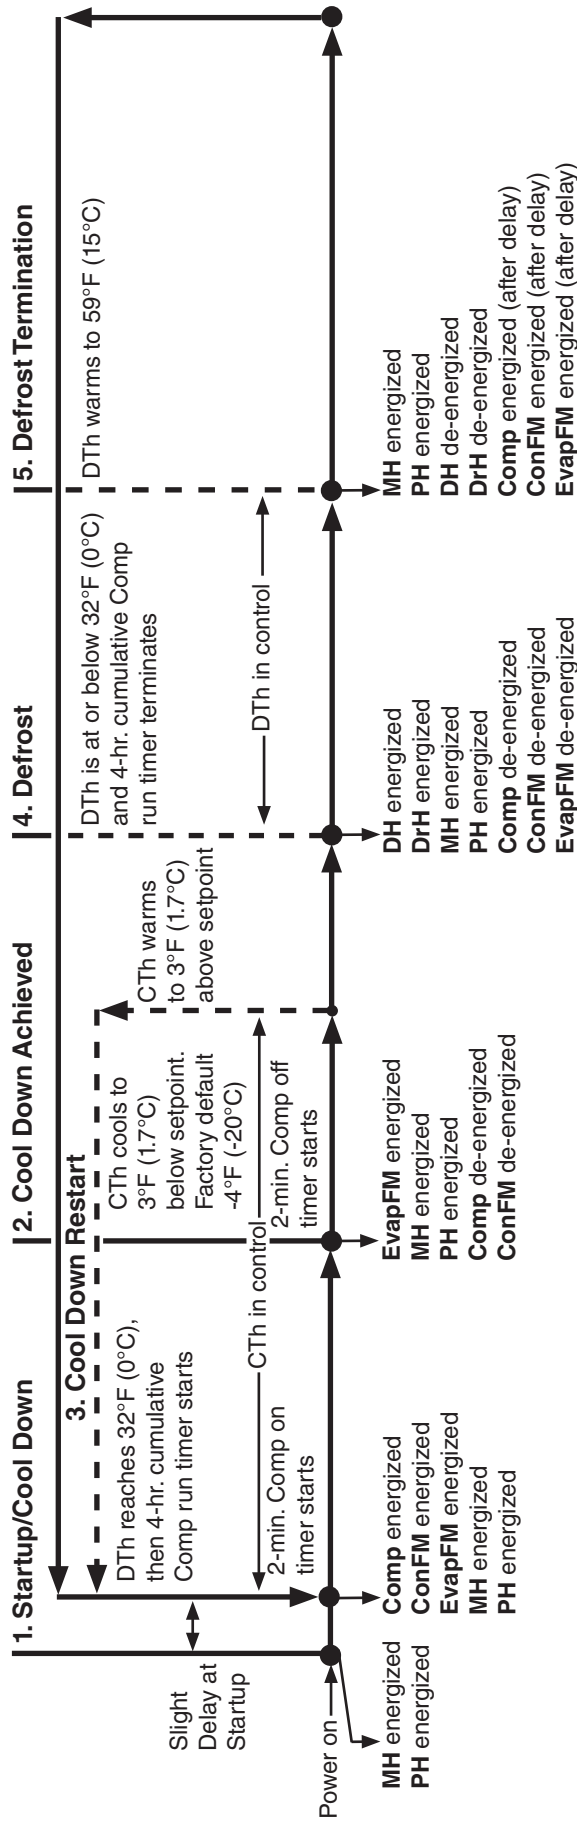 1. Startup/Cool Down
2. Cool Down Achieved
4. Defrost
5. Defrost Termination
3. Cool Down Restart
Slight
Delay at
Startup
DTh reaches 32°F (0°C),
then 4-hr. cumulative
Comp run timer starts
CTh cools to
3°F (1.7°C)
below setpoint.
Factory default
-4°F (-20°C)
CTh warms
to 3°F (1.7°C)
above setpoint
DTh is at or below 32°F (0°C)
and 4-hr. cumulative Comp
run timer terminates
DTh warms to 59°F (15°C)
CTh in control
DTh in control
2-min. Comp on
timer starts
2-min. Comp off
timer starts
Power on
MH energized
PH energized
Comp energized
ConFM energized
EvapFM energized
MH energized
PH energized
EvapFM energized
MH energized
PH energized
Comp de-energized
ConFM de-energized
DH energized
DrH energized
MH energized
PH energized
Comp de-energized
ConFM de-energized
EvapFM de-energized
MH energized
PH energized
DH de-energized
DrH de-energized
Comp energized (after delay)
ConFM energized (after delay)
EvapFM energized (after delay)